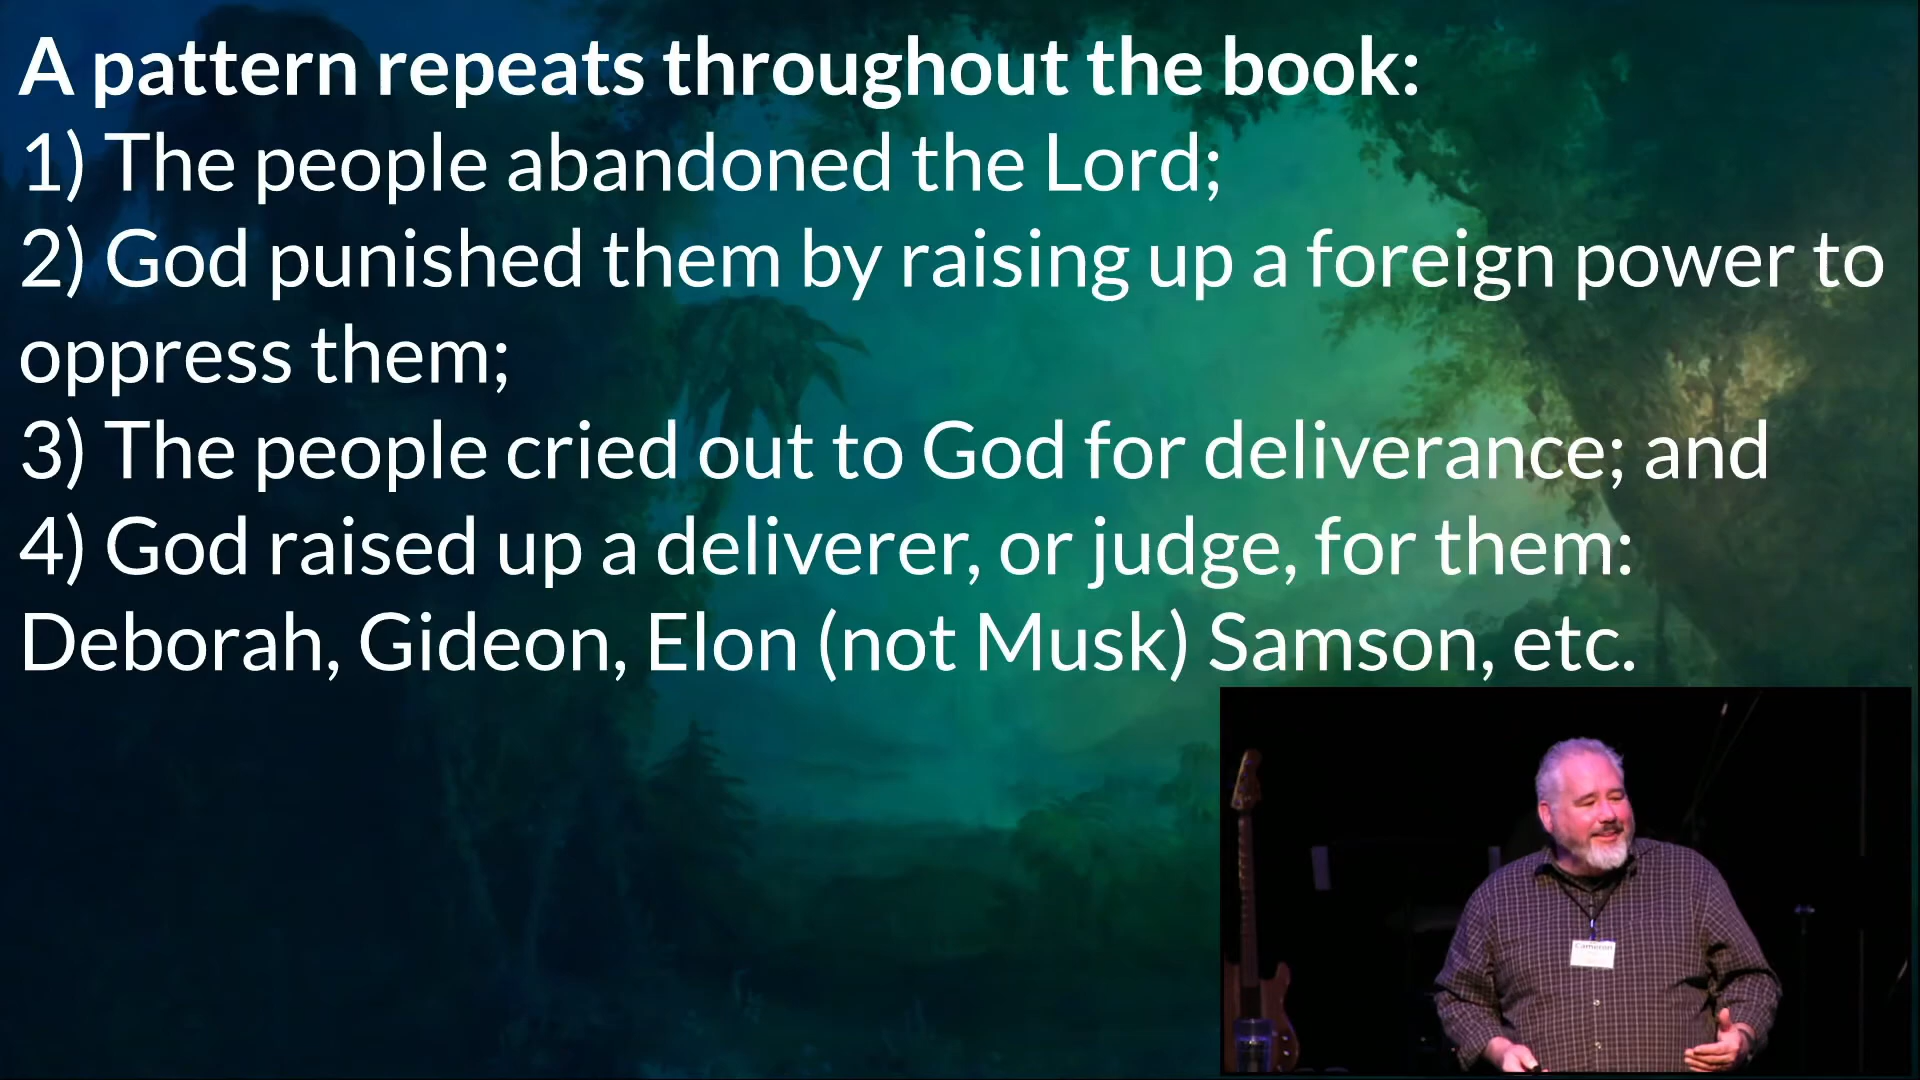 A pattern repeats throughout the book:
1) The people abandoned the Lord;
2) God punished them by raising up a foreign power to
oppress them;
3) The people cried out to God for deliverance; and
4) God raised up a deliverer, or judge, for them:
Deborah, Gideon, Elon (not Musk) Samson, etc.
Cameron